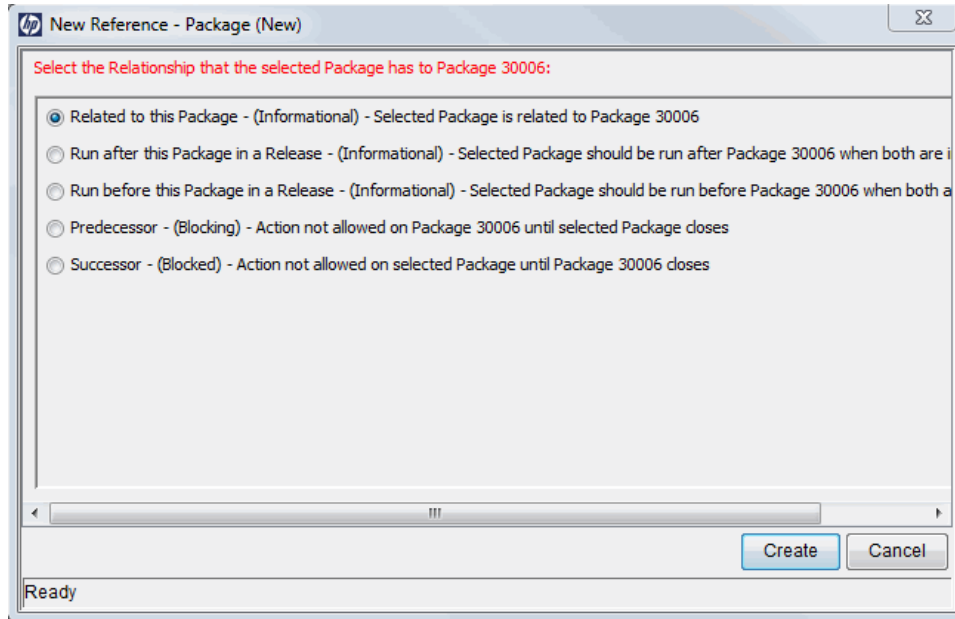 hp New Reference - Package (New)
Select the Relationship that the selected Package has to Package 30006:
Related to this Package - (Informational) - Selected Package is related to Package 30006
Run after this Package in a Release - (Informational) - Selected Package should be run after Package 30006 when both are i
Run before this Package in a Release - (Informational) - Selected Package should be run before Package 30006 when both a
Predecessor - (Blocking) - Action not allowed on Package 30006 until selected Package closes
Successor - (Blocked) - Action not allowed on selected Package until Package 30006 closes
Create Cancel
Ready